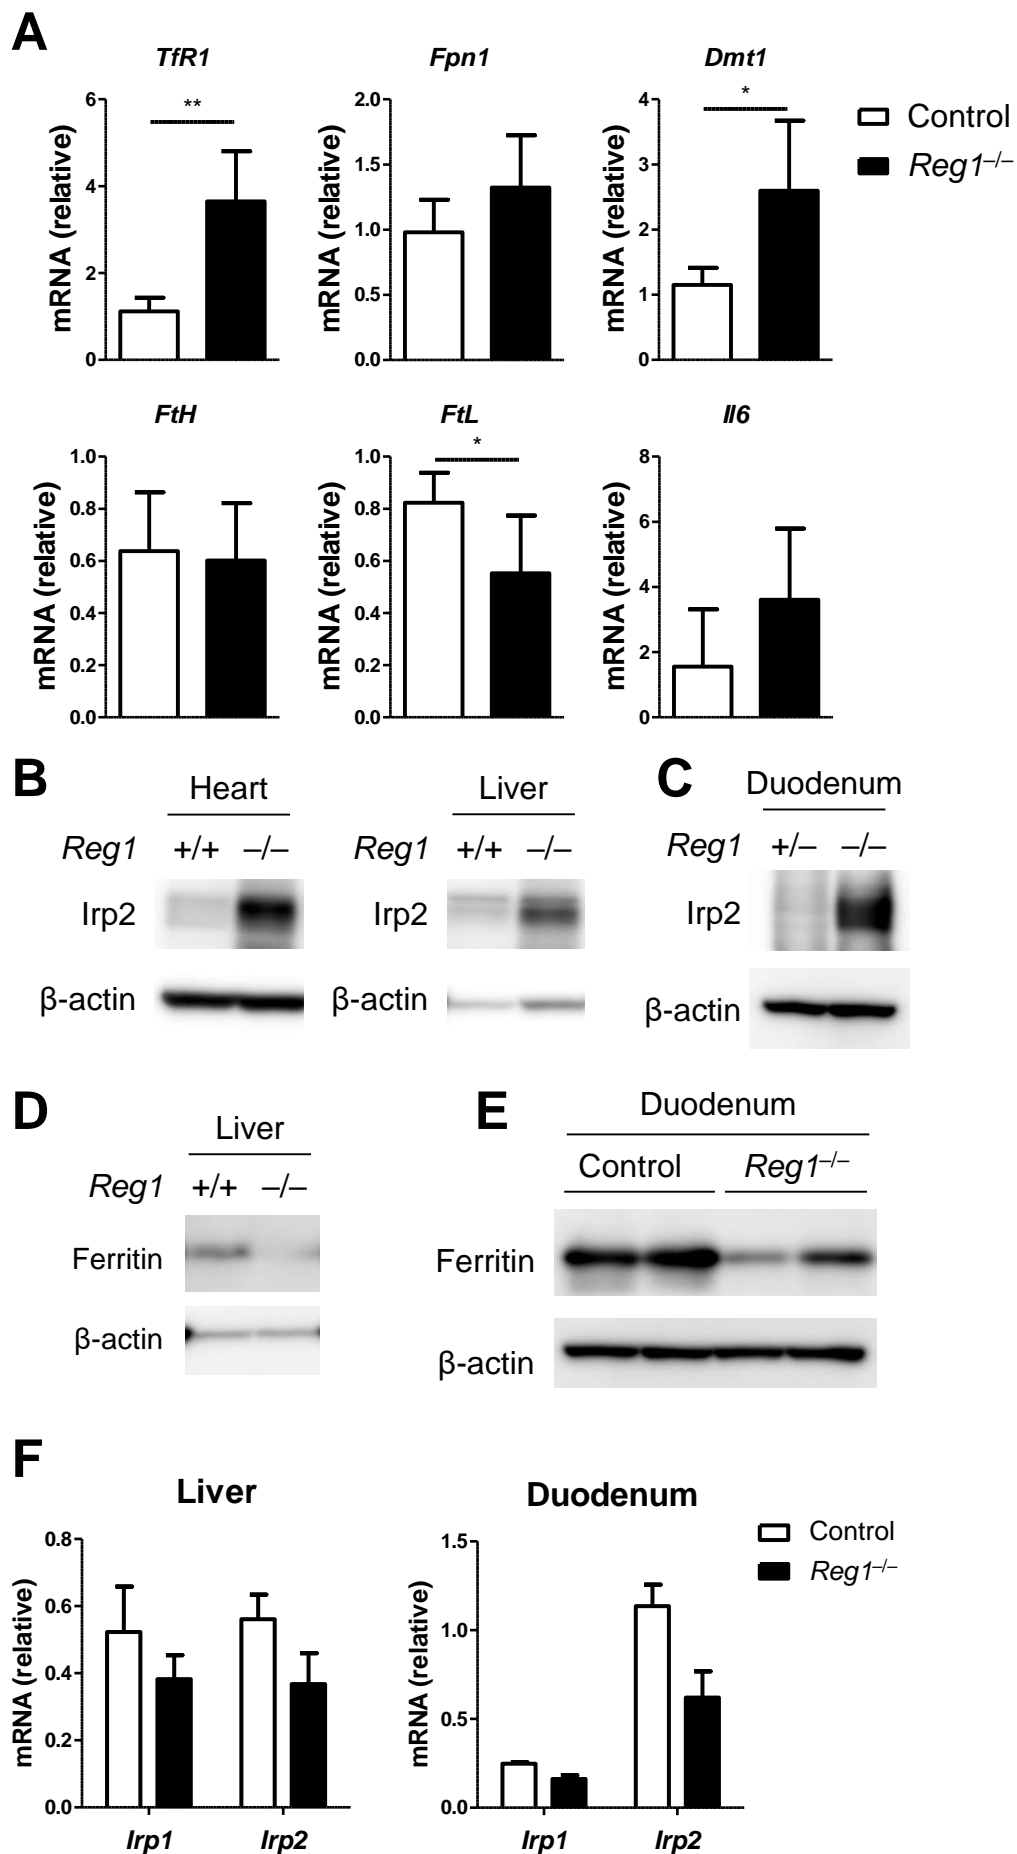 A
TfR1
Fpn1
Dmt1
**
*
Control
Reg1–/–
mRNA (relative)
6
4
2
0
mRNA (relative)
2.0
1.5
1.0
0.5
0.0
mRNA (relative)
4
3
2
1
0
FtH
FtL
Il6
*
mRNA (relative)
1.0
0.8
0.6
0.4
0.2
0.0
mRNA (relative)
1.0
0.8
0.6
0.4
0.2
0.0
mRNA (relative)
8
6
4
2
0
B
Heart
Liver
Reg1 +/+ –/–
Reg1 +/+ –/–
Irp2
Irp2
β-actin
β-actin
C
Duodenum
Reg1 +/– –/–
Irp2
β-actin
D
Liver
Reg1 +/+ –/–
Ferritin
β-actin
E
Duodenum
Control Reg1–/–
Ferritin
β-actin
F
Liver
mRNA (relative)
0.8
0.6
0.4
0.2
0.0
Irp1 Irp2
Duodenum
mRNA (relative)
1.5
1.0
0.5
0.0
Irp1 Irp2
Control
Reg1–/–